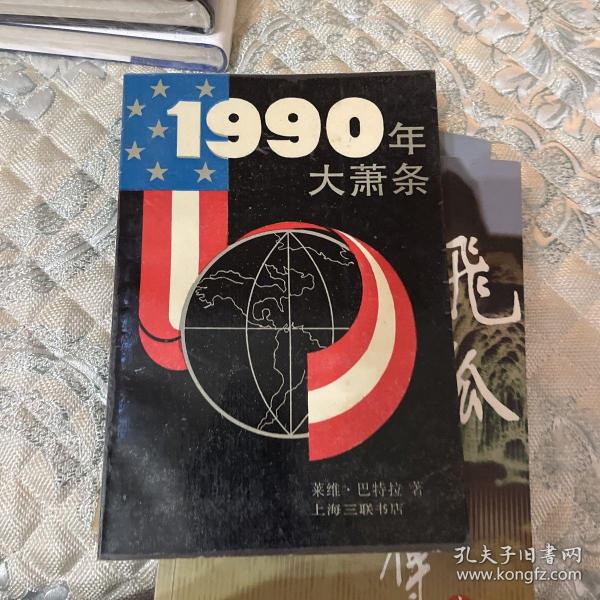 1990年
大萧条
莱维·巴特拉 著
上海三联书店
飞
孔夫子旧书网
www.kongfz.com